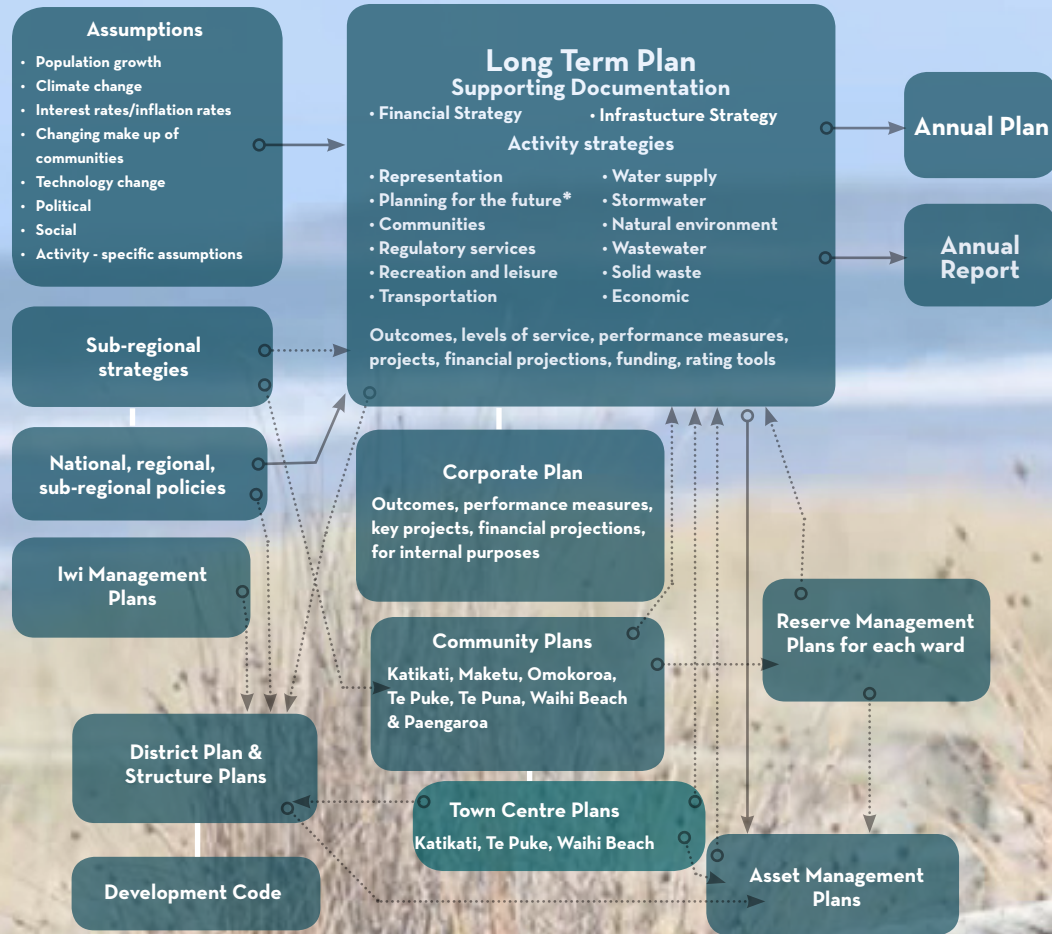 Assumptions
• Population growth
• Climate change
• Interest rates/inflation rates
• Changing make up of
communities
• Technology change
• Political
• Social
• Activity - specific assumptions
Long Term Plan
Supporting Documentation
• Financial Strategy
• Infrastucture Strategy
Activity strategies
• Representation
• Planning for the future*
• Communities
• Regulatory services
• Recreation and leisure
• Transportation
• Water supply
• Stormwater
• Natural environment
• Wastewater
• Solid waste
• Economic
Outcomes, levels of service, performance measures,
projects, financial projections, funding, rating tools
Annual Plan
Annual
Report
Sub-regional
strategies
National, regional,
sub-regional policies
Iwi Management
Plans
Corporate Plan
Outcomes, performance measures,
key projects, financial projections,
for internal purposes
Community Plans
Katikati, Maketu, Omokoroa,
Te Puke, Te Puna, Waihi Beach
& Paengaroa
Reserve Management
Plans for each ward
District Plan &
Structure Plans
Town Centre Plans
Katikati, Te Puke, Waihi Beach
Development Code
Asset Management
Plans